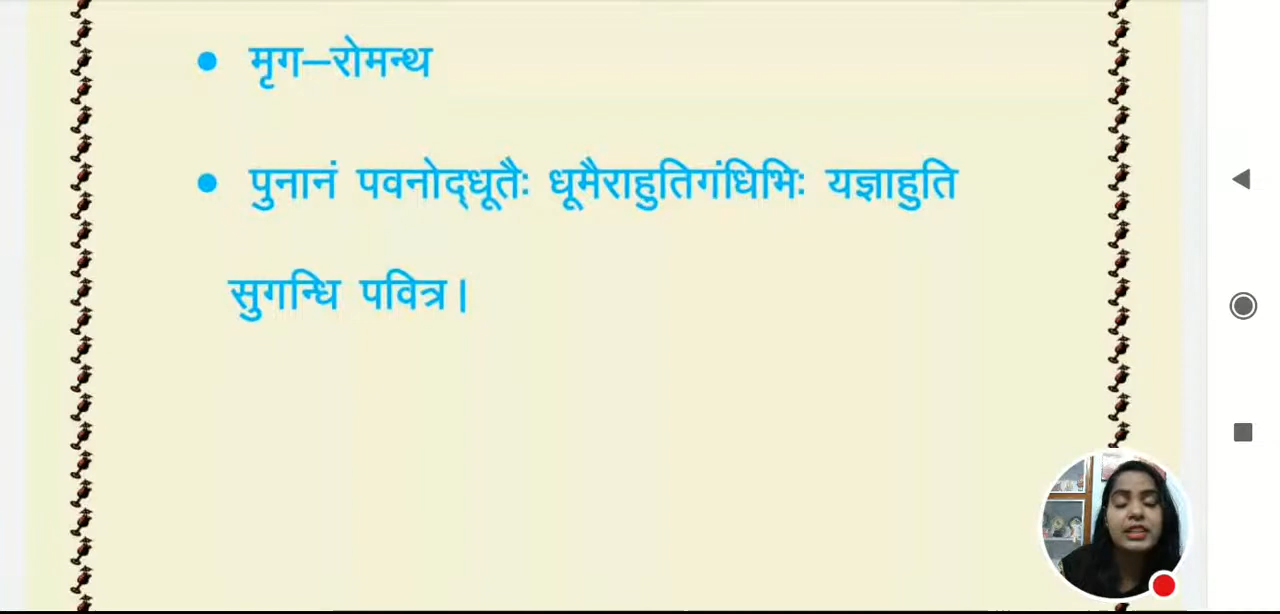 • मृग–रोमन्थ
• पुनानं पवनोद्धूतैः धूमैराहुतिगंधिभिः यज्ञाहुति
सुगन्धि पवित्र।